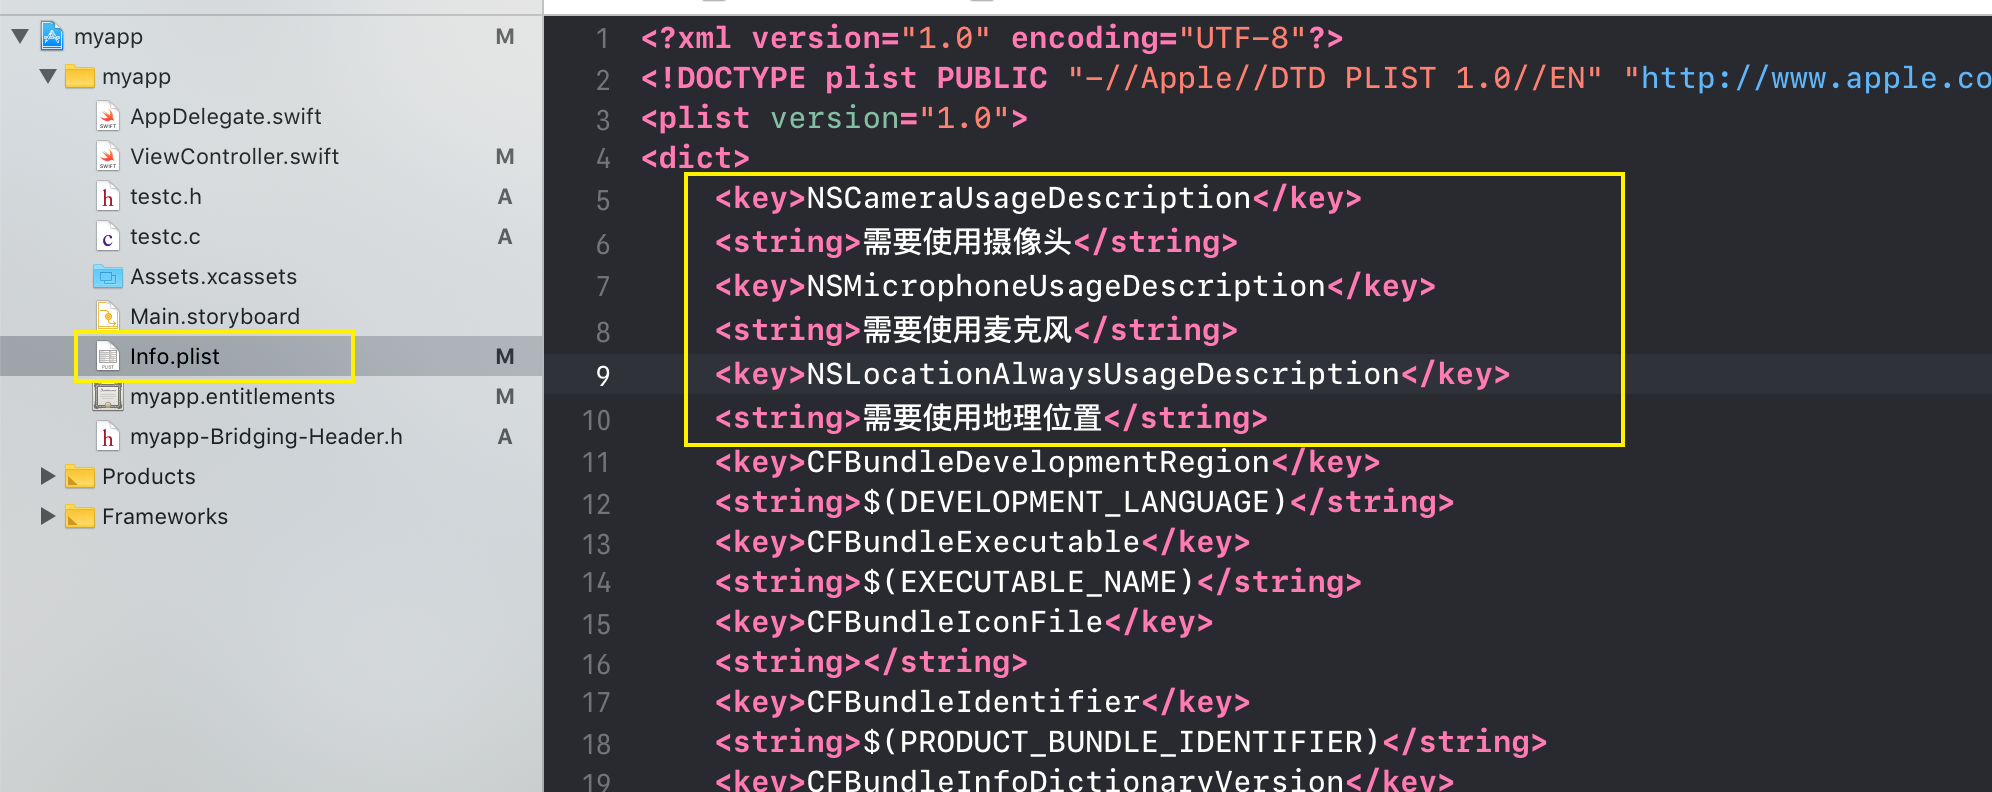 myapp M
myapp
AppDelegate.swift
ViewController.swift M
testc.h A
testc.c A
Assets.xcassets
Main.storyboard
Info.plist M
myapp.entitlements M
myapp-Bridging-Header.h A
Products
Frameworks
1 <?xml version="1.0" encoding="UTF-8"?>
2 <!DOCTYPE plist PUBLIC "-//Apple//DTD PLIST 1.0//EN" "http://www.apple.co
3 <plist version="1.0">
4 <dict>
5 <key>NSCameraUsageDescription</key>
6 <string>需要使用摄像头</string>
7 <key>NSMicrophoneUsageDescription</key>
8 <string>需要使用麦克风</string>
9 <key>NSLocationAlwaysUsageDescription</key>
10 <string>需要使用地理位置</string>
11 <key>CFBundleDevelopmentRegion</key>
12 <string>$(DEVELOPMENT_LANGUAGE)</string>
13 <key>CFBundleExecutable</key>
14 <string>$(EXECUTABLE_NAME)</string>
15 <key>CFBundleIconFile</key>
16 <string></string>
17 <key>CFBundleIdentifier</key>
18 <string>$(PRODUCT_BUNDLE_IDENTIFIER)</string>
19 <key>CFBundleInfoDictionaryVersion</key>